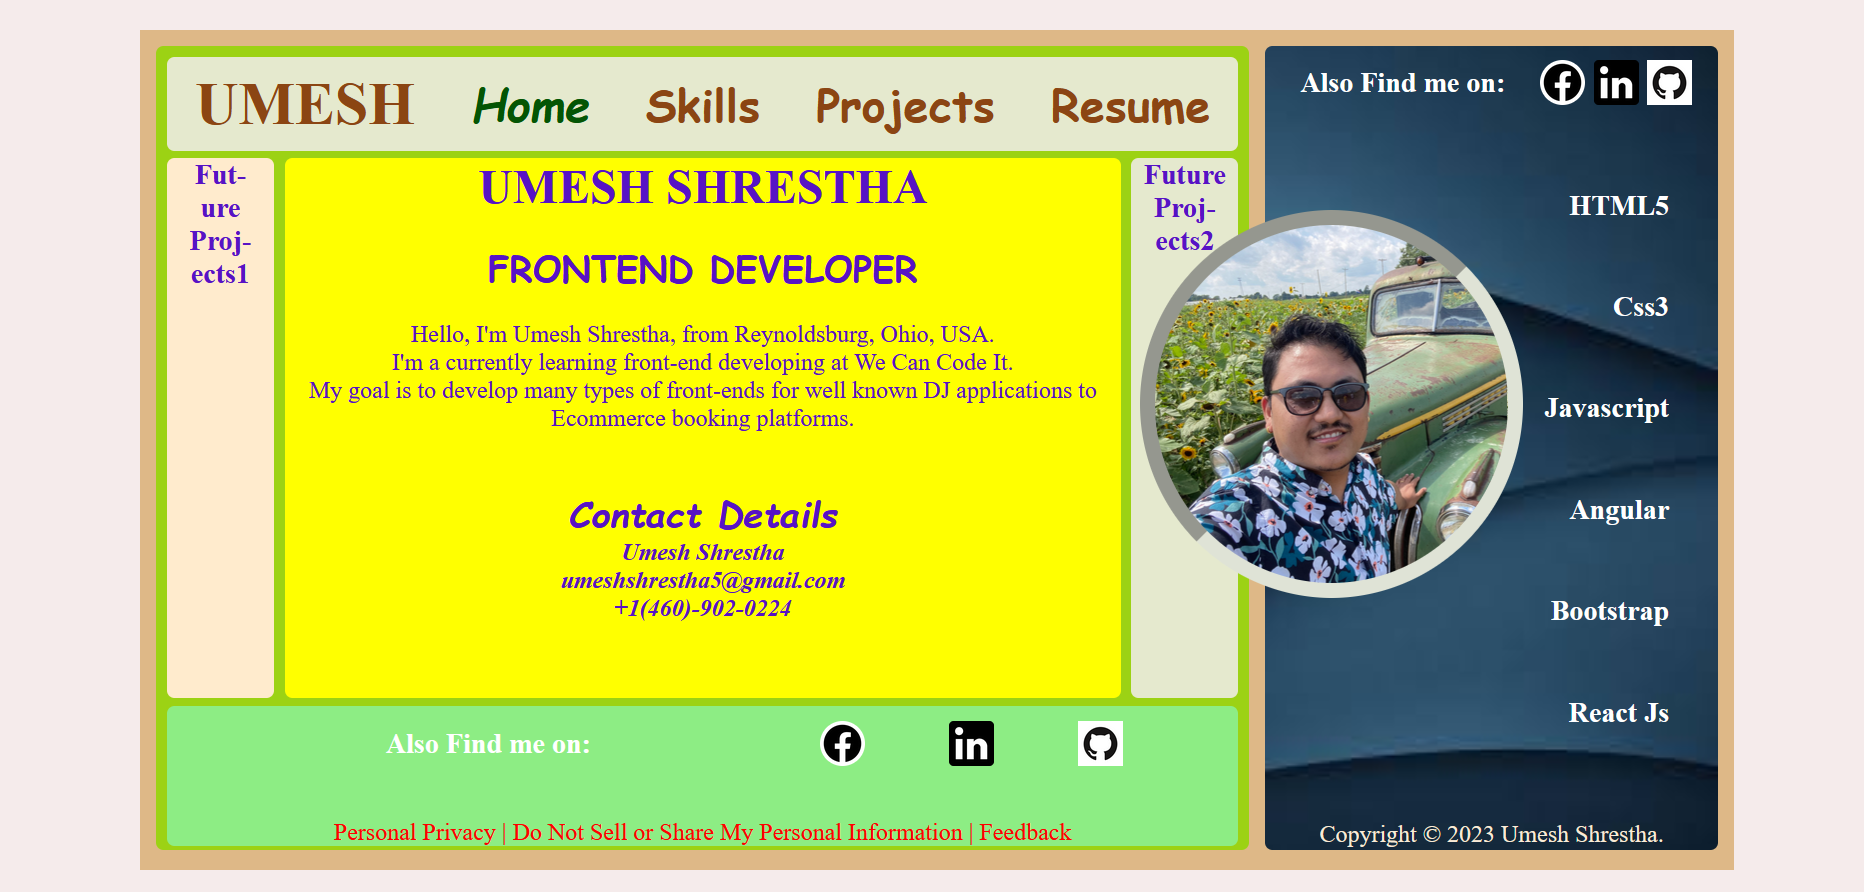 UMESH
Home
Skills
Projects
Resume
Fut-
ure
Proj-
ects1
UMESH SHRESTHA
FRONTEND DEVELOPER
Hello, I'm Umesh Shrestha, from Reynoldsburg, Ohio, USA.
I'm a currently learning front-end developing at We Can Code It.
My goal is to develop many types of front-ends for well known DJ applications to
Ecommerce booking platforms.
Contact Details
Umesh Shrestha
umeshshrestha5@gmail.com
+1(460)-902-0224
Future
Proj-
ects2
Also Find me on:
in
Personal Privacy | Do Not Sell or Share My Personal Information | Feedback
Also Find me on:
in
HTML5
Css3
Javascript
Angular
Bootstrap
React Js
Copyright © 2023 Umesh Shrestha.